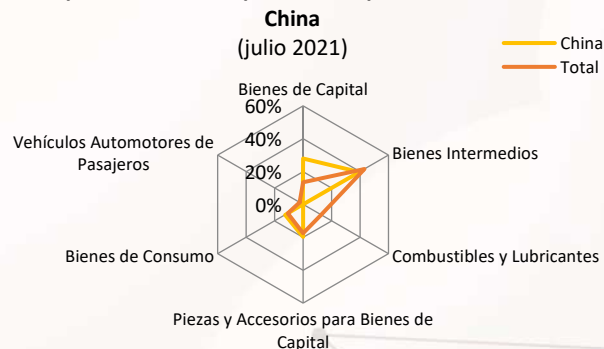 China
(julio 2021)
China
Total
Bienes de Capital
60%
40%
20%
0%
Bienes Intermedios
Combustibles y Lubricantes
Piezas y Accesorios para Bienes de
Capital
Bienes de Consumo
Vehículos Automotores de
Pasajeros